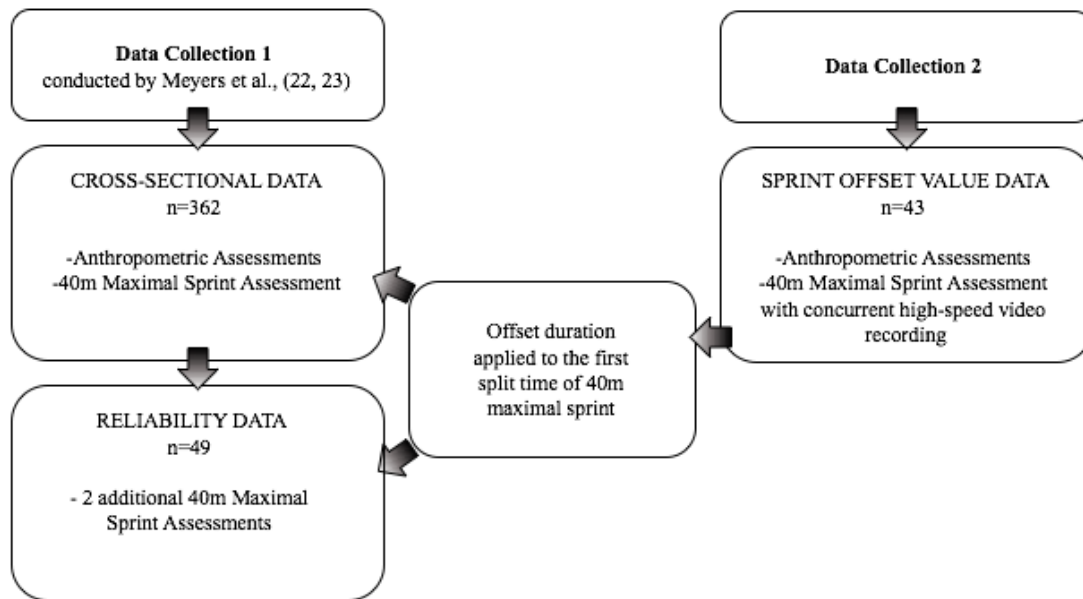 Data Collection 1
conducted by Meyers et al., (22, 23)
CROSS-SECTIONAL DATA
n=362
-Anthropometric Assessments
-40m Maximal Sprint Assessment
RELIABILITY DATA
n=49
- 2 additional 40m Maximal
Sprint Assessments
Offset duration
applied to the first
split time of 40m
maximal sprint
Data Collection 2
SPRINT OFFSET VALUE DATA
n=43
-Anthropometric Assessments
-40m Maximal Sprint Assessment
with concurrent high-speed video
recording